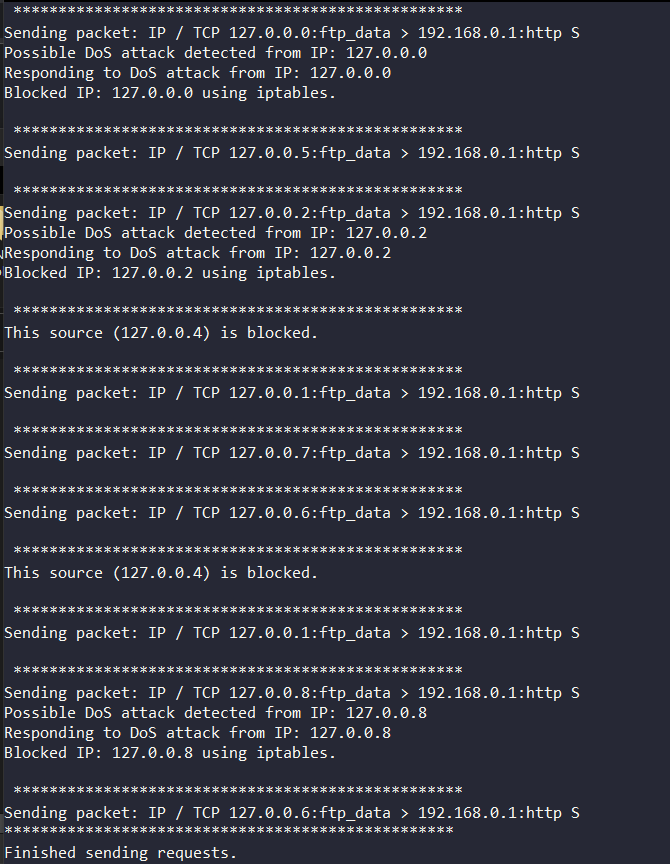 **************************************************
Sending packet: IP / TCP 127.0.0.0:ftp_data > 192.168.0.1:http S
Possible DoS attack detected from IP: 127.0.0.0
Responding to DoS attack from IP: 127.0.0.0
Blocked IP: 127.0.0.0 using iptables.
**************************************************
Sending packet: IP / TCP 127.0.0.5:ftp_data > 192.168.0.1:http S
**************************************************
Sending packet: IP / TCP 127.0.0.2:ftp_data > 192.168.0.1:http S
Possible DoS attack detected from IP: 127.0.0.2
Responding to DoS attack from IP: 127.0.0.2
Blocked IP: 127.0.0.2 using iptables.
**************************************************
This source (127.0.0.4) is blocked.
**************************************************
Sending packet: IP / TCP 127.0.0.1:ftp_data > 192.168.0.1:http S
**************************************************
Sending packet: IP / TCP 127.0.0.7:ftp_data > 192.168.0.1:http S
**************************************************
Sending packet: IP / TCP 127.0.0.6:ftp_data > 192.168.0.1:http S
**************************************************
This source (127.0.0.4) is blocked.
**************************************************
Sending packet: IP / TCP 127.0.0.1:ftp_data > 192.168.0.1:http S
**************************************************
Sending packet: IP / TCP 127.0.0.8:ftp_data > 192.168.0.1:http S
Possible DoS attack detected from IP: 127.0.0.8
Responding to DoS attack from IP: 127.0.0.8
Blocked IP: 127.0.0.8 using iptables.
**************************************************
Sending packet: IP / TCP 127.0.0.6:ftp_data > 192.168.0.1:http S
**************************************************
Finished sending requests.